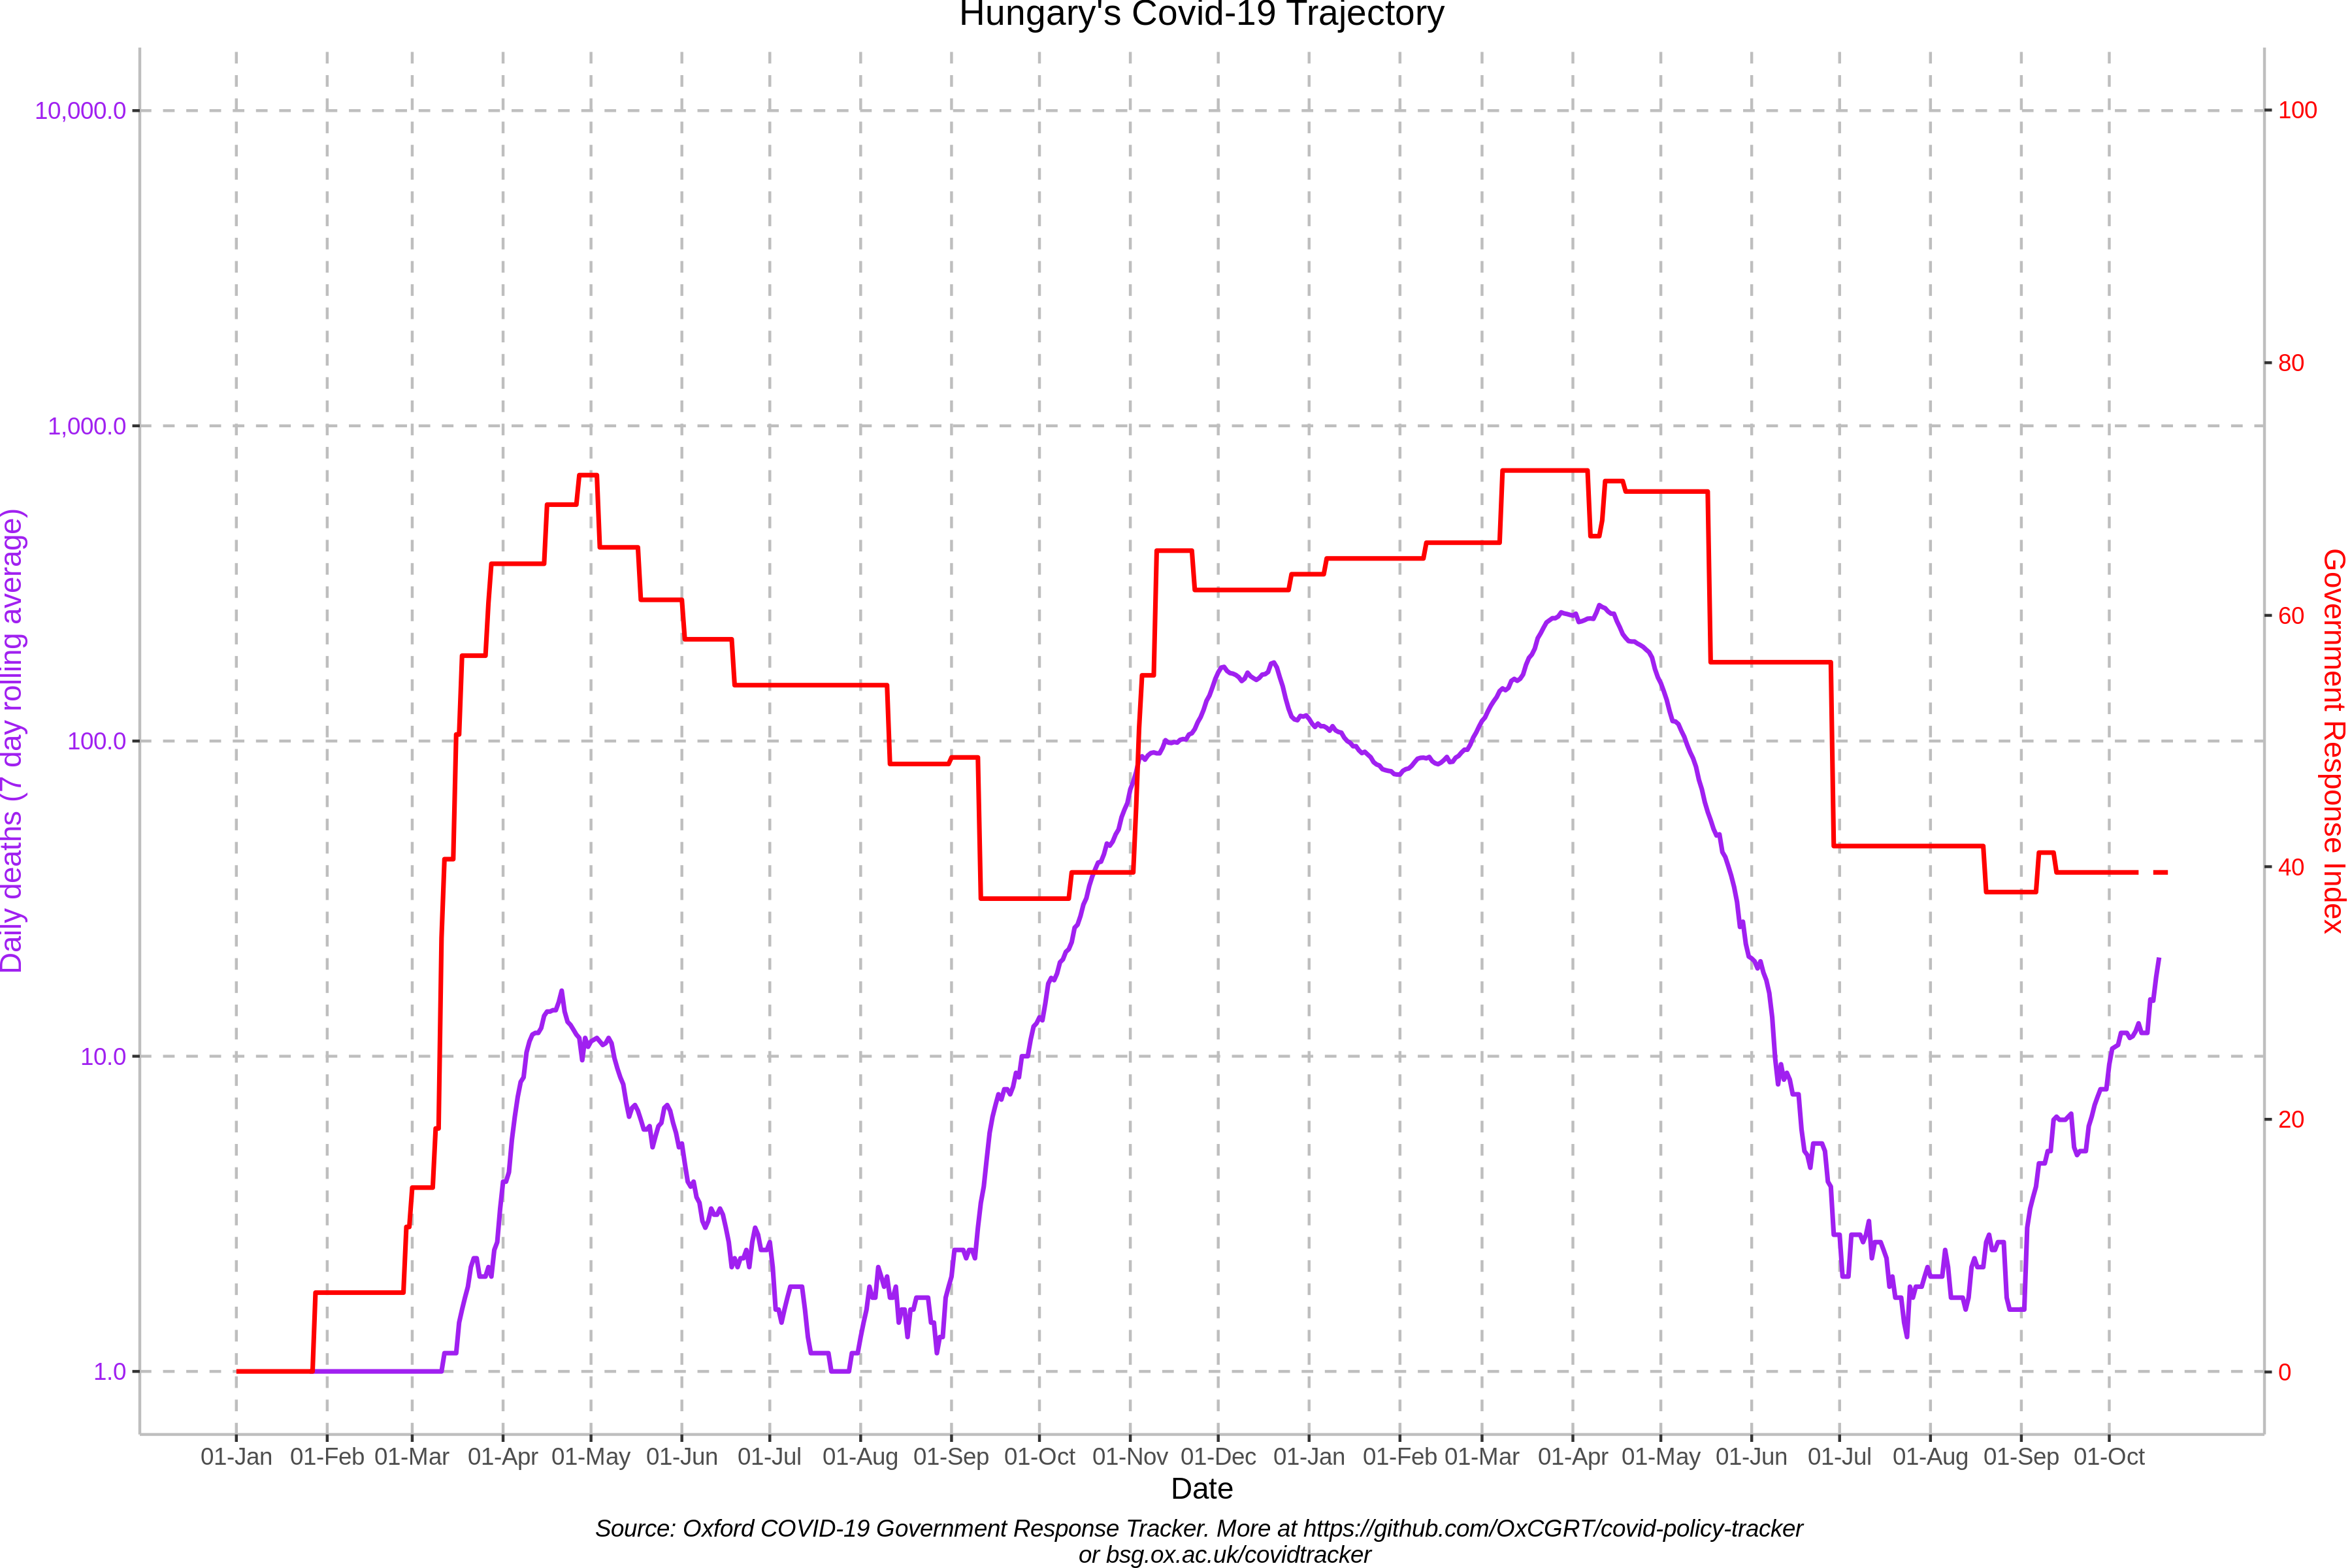 Hungary's Covid-19 Trajectory
10,000.0
1,000.0
100.0
10.0
1.0
Daily deaths (7 day rolling average)
100
80
60
40
20
0
Government Response Index
01-Jan 01-Feb 01-Mar 01-Apr 01-May 01-Jun 01-Jul 01-Aug 01-Sep 01-Oct 01-Nov 01-Dec 01-Jan 01-Feb 01-Mar 01-Apr 01-May 01-Jun 01-Jul 01-Aug 01-Sep 01-Oct
Date
Source: Oxford COVID-19 Government Response Tracker. More at https://github.com/OxCGRT/covid-policy-tracker
or bsg.ox.ac.uk/covidtracker